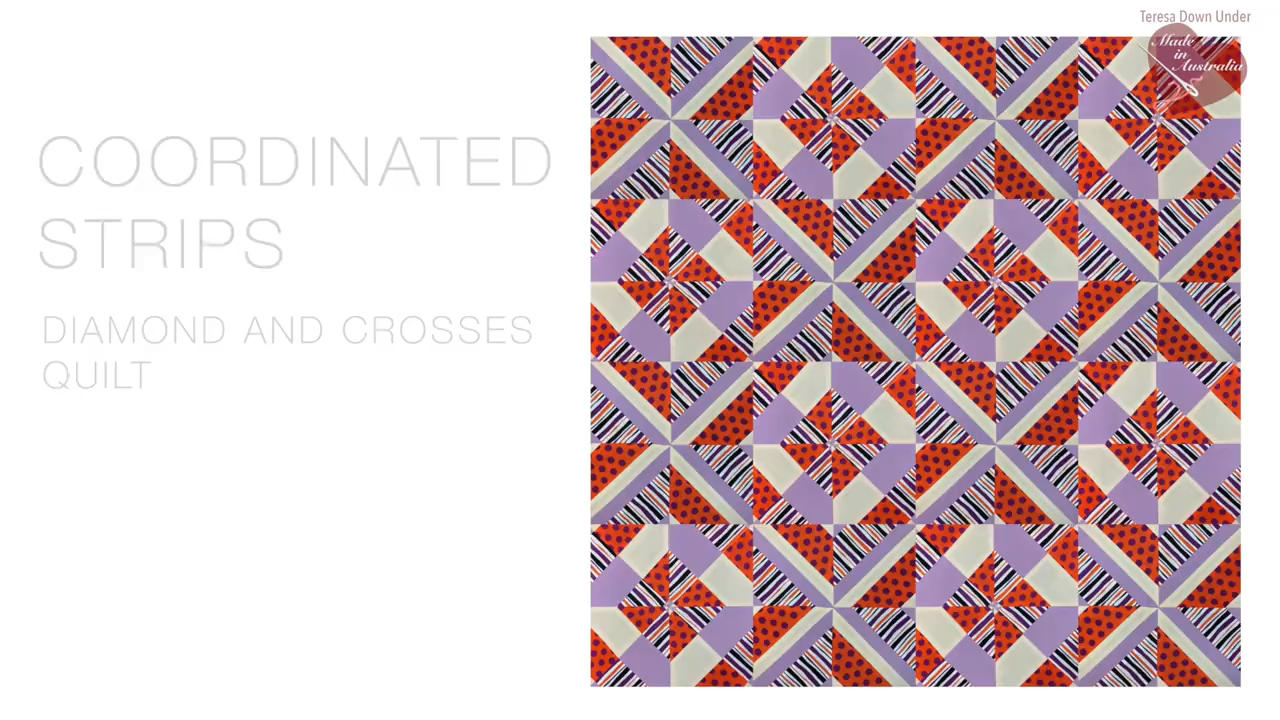 Teresa Down Under
Made
in
Australia
COORDINATED
STRIPS
DIAMOND AND CROSSES
QUILT